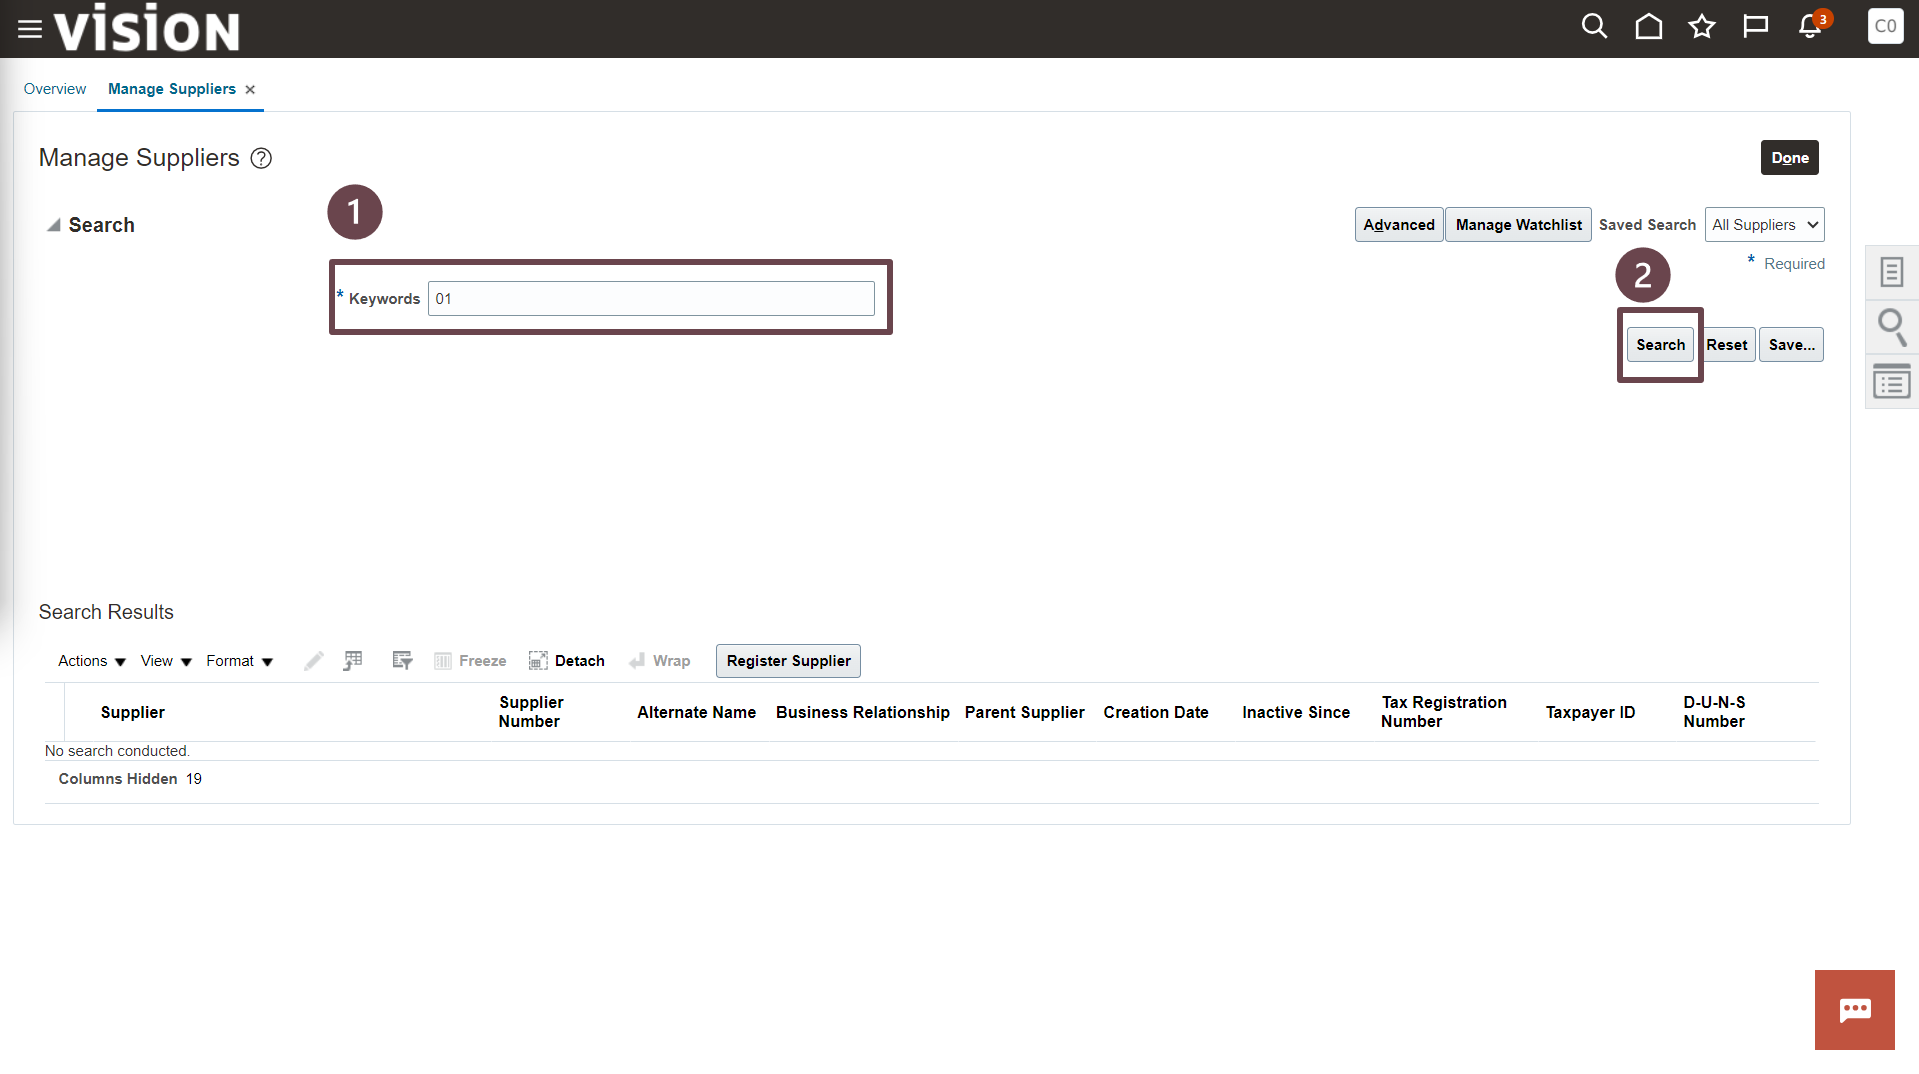 vision
3
C0
Overview
Manage Suppliers
Manage Suppliers ?
Done
1
Search
Advanced Manage Watchlist Saved Search All Suppliers
* Required
2
* Keywords 01
Search Reset Save...
Search Results
Actions View Format Freeze Detach Wrap Register Supplier
Supplier Supplier Number Alternate Name Business Relationship Parent Supplier Creation Date Inactive Since Tax Registration Number Taxpayer ID D-U-N-S Number
No search conducted.
Columns Hidden 19